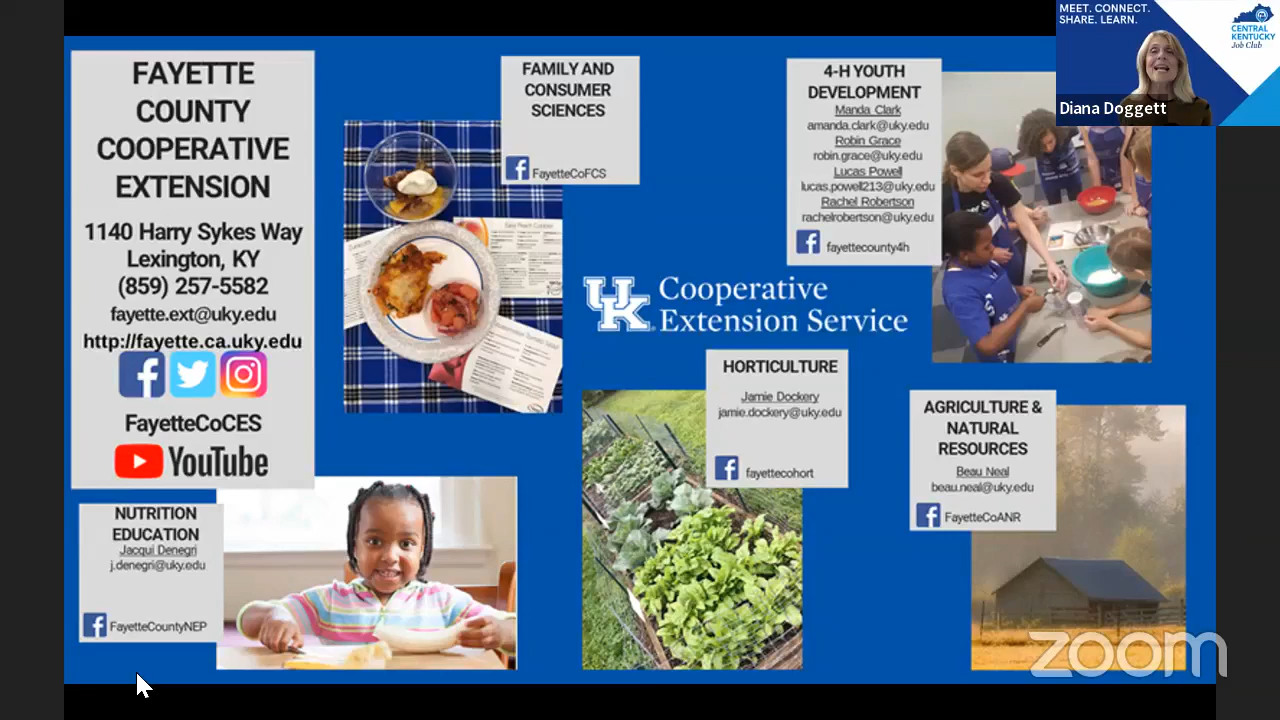 FAYETTE
COUNTY
COOPERATIVE
EXTENSION
1140 Harry Sykes Way
Lexington, KY
(859) 257-5582
fayette.ext@uky.edu
http://fayette.ca.uky.edu
FayetteCoCES
YouTube
NUTRITION
EDUCATION
Jacqui Denegri
j.denegri@uky.edu
FayetteCountyNEP
FAMILY AND
CONSUMER
SCIENCES
FayetteCoFCS
UK
Cooperative
Extension Service
4-H YOUTH
DEVELOPMENT
Manda Clark
amanda.clark@uky.edu
Robin Grace
robin.grace@uky.edu
Lucas Powell
lucas.powell213@uky.edu
Rachel Robertson
rachelrobertson@uky.edu
fayettecounty4h
HORTICULTURE
Jamie Dockery
jamie.dockery@uky.edu
fayettecohort
AGRICULTURE &
NATURAL
RESOURCES
Beau Neal
beau.neal@uky.edu
FayetteCoANR
MEET. CONNECT.
SHARE. LEARN.
CENTRAL
KENTUCKY
Job Club
Diana Doggett
zoom